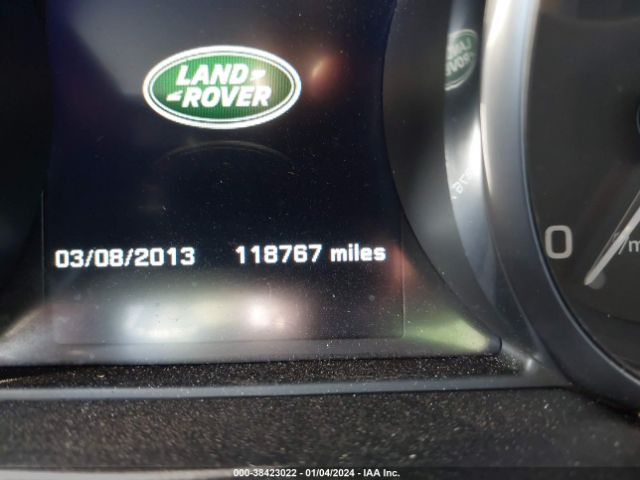 LAND
ROVER
03/08/2013 118767 miles
0
000-38423022 - 01/04/2024 - IAA Inc.